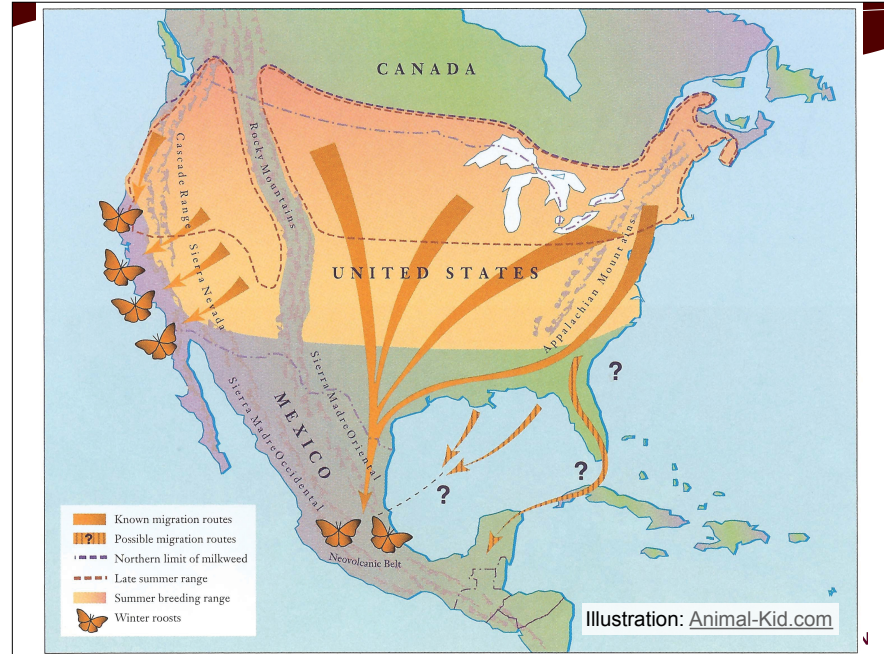 CANADA
Cascade Range
Rocky Mountains
Sierra Nevada
UNITED STATES
Appalachian Mountains
?
Sierra Madre Occidental
MEXICO
Sierra Madre Oriental
?
?
Neovolcanic Belt
Known migration routes
? Possible migration routes
Northern limit of milkweed
Late summer range
Summer breeding range
Winter roosts
Illustration: Animal-Kid.com